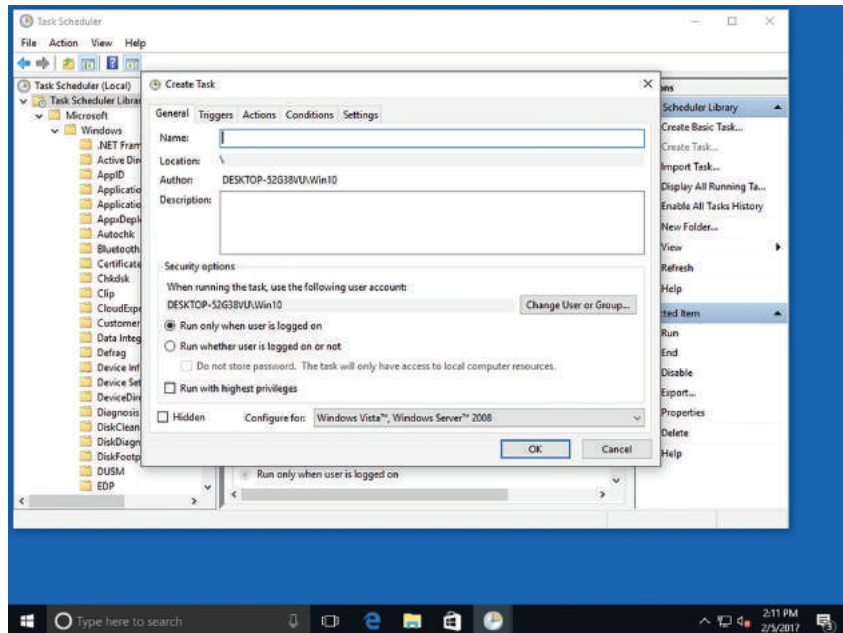 Task Scheduler
File Action View Help
Task Scheduler (Local)
Task Scheduler Librar
Microsoft
Windows
.NET Fram
Active Dir
AppID
Applicatio
Applicatio
AppxDepl
Autochk
Bluetooth
Certificate
Chkdsk
Clip
CloudExpe
Customer
Data Integ
Defrag
Device Inf
Device Set
DeviceDire
Diagnosis
DiskClean
DiskDiagn
DiskFootp
DUSM
EDP
Create Task
General Triggers Actions Conditions Settings
Name:
Location: \
Author: DESKTOP-52G38VU\Win10
Description:
Security options
When running the task, use the following user account:
DESKTOP-52G38VU\Win10
Change User or Group...
Run only when user is logged on
Run whether user is logged on or not
Do not store password. The task will only have access to local computer resources.
Run with highest privileges
Hidden Configure for: Windows Vista™, Windows Server™ 2008
OK Cancel
Run only when user is logged on
ons
Scheduler Library
Create Basic Task...
Create Task...
Import Task...
Display All Running Ta...
Enable All Tasks History
New Folder...
View
Refresh
Help
cted Item
Run
End
Disable
Export...
Properties
Delete
Help
Type here to search
2:11 PM
2/5/2017